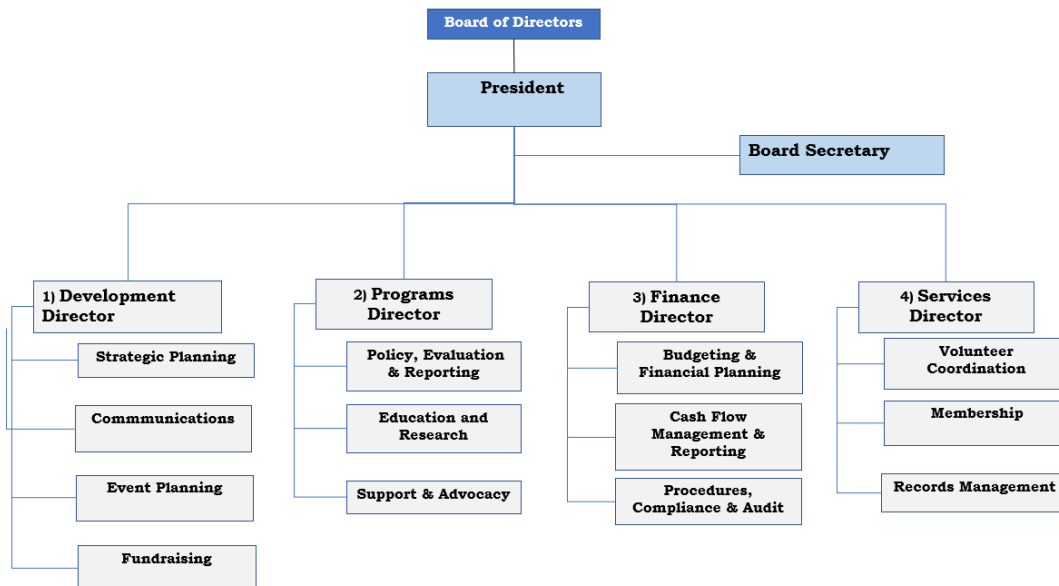 Board of Directors
President
Board Secretary
1) Development
Director
Strategic Planning
Commmunications
Event Planning
Fundraising
2) Programs
Director
Policy, Evaluation
& Reporting
Education and
Research
Support & Advocacy
3) Finance
Director
Budgeting &
Financial Planning
Cash Flow
Management &
Reporting
Procedures,
Compliance & Audit
4) Services
Director
Volunteer
Coordination
Membership
Records Management